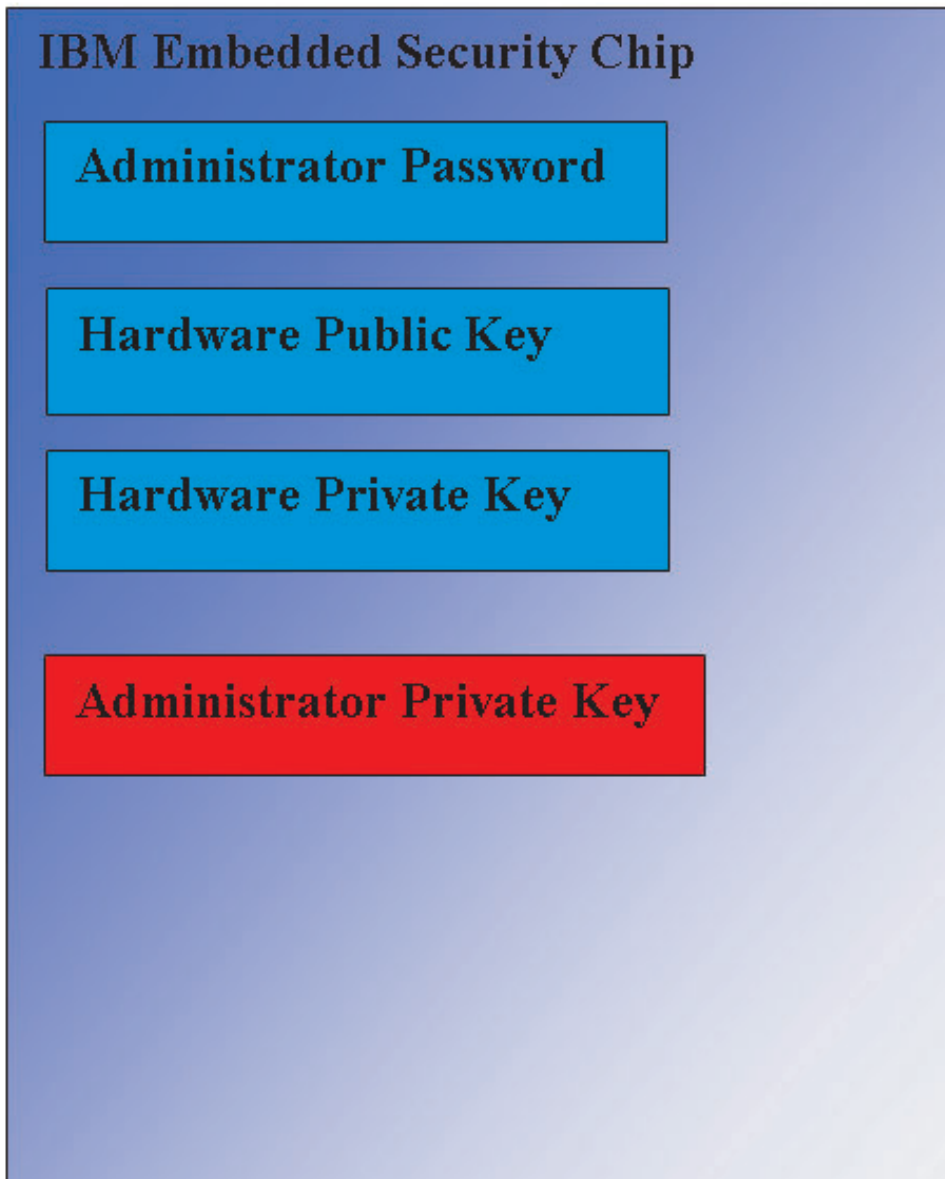 IBM Embedded Security Chip
Administrator Password
Hardware Public Key
Hardware Private Key
Administrator Private Key